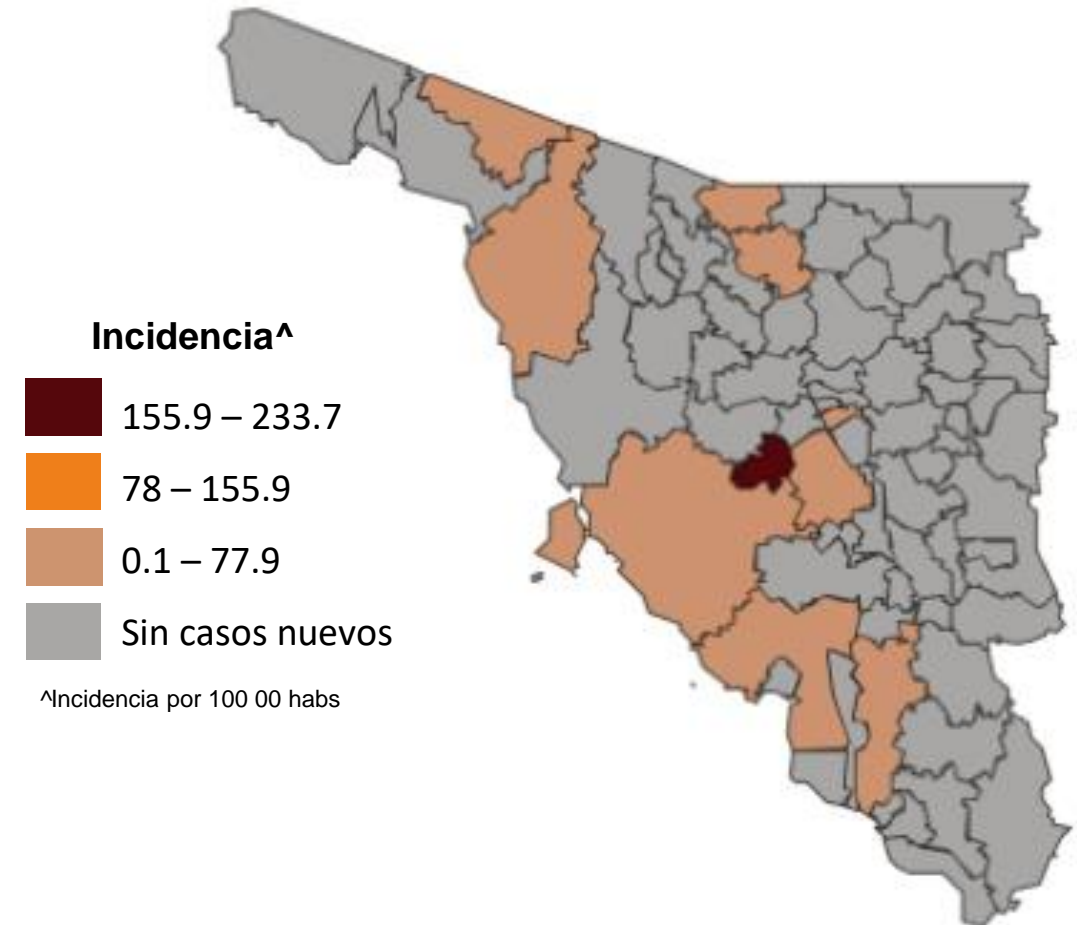 Incidencia^
155.9 – 233.7
78 – 155.9
0.1 – 77.9
Sin casos nuevos
^Incidencia por 100 00 habs